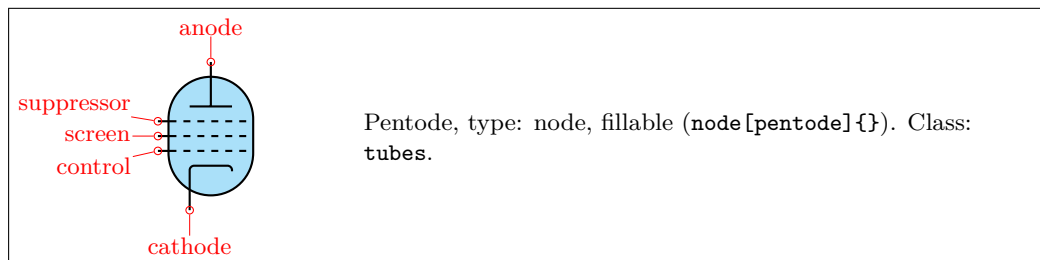 anode
suppressor
screen
control
cathode
Pentode, type: node, fillable (node[pentode]{}). Class:
tubes.